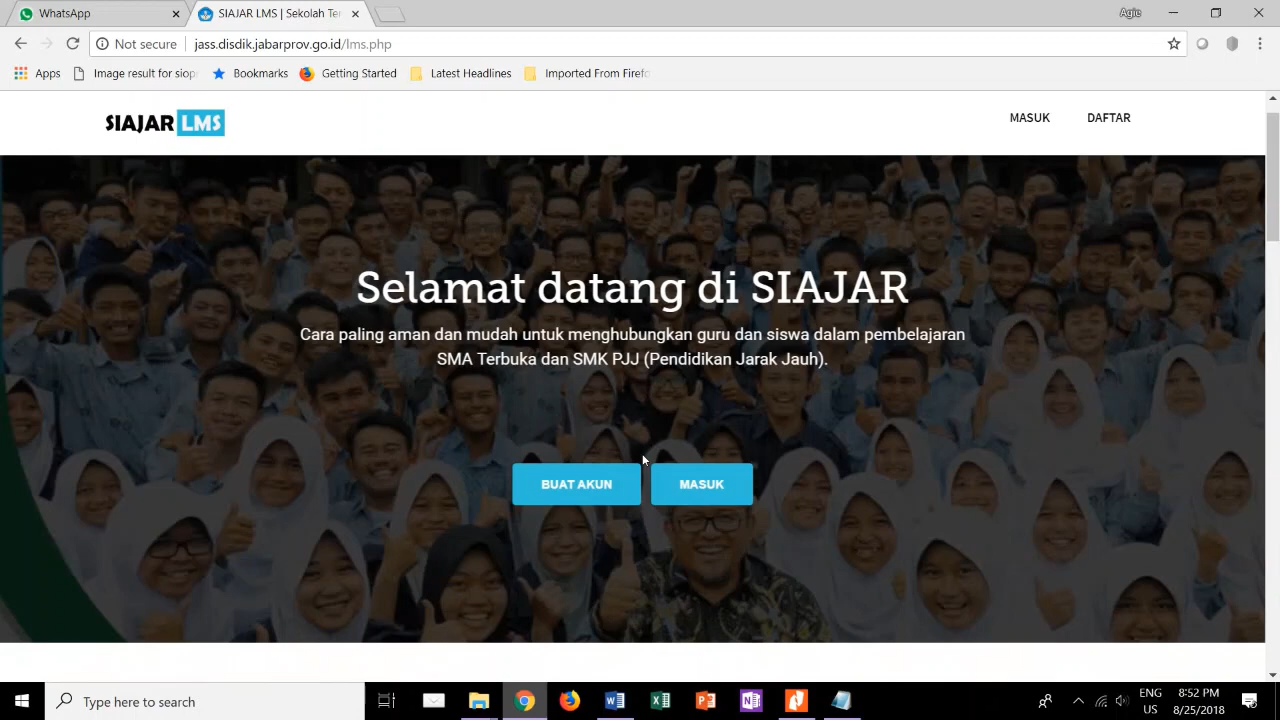 WhatsApp
SIAJAR LMS | Sekolah Ter
Agie
Not secure
jass.disdik.jabarprov.go.id/lms.php
Apps
Image result for siop
Bookmarks
Getting Started
Latest Headlines
Imported From Firefo
SIAJAR LMS
MASUK
DAFTAR
Selamat datang di SIAJAR
Cara paling aman dan mudah untuk menghubungkan guru dan siswa dalam pembelajaran
SMA Terbuka dan SMK PJJ (Pendidikan Jarak Jauh).
BUAT AKUN
MASUK
Type here to search
ENG
US
8:52 PM
8/25/2018